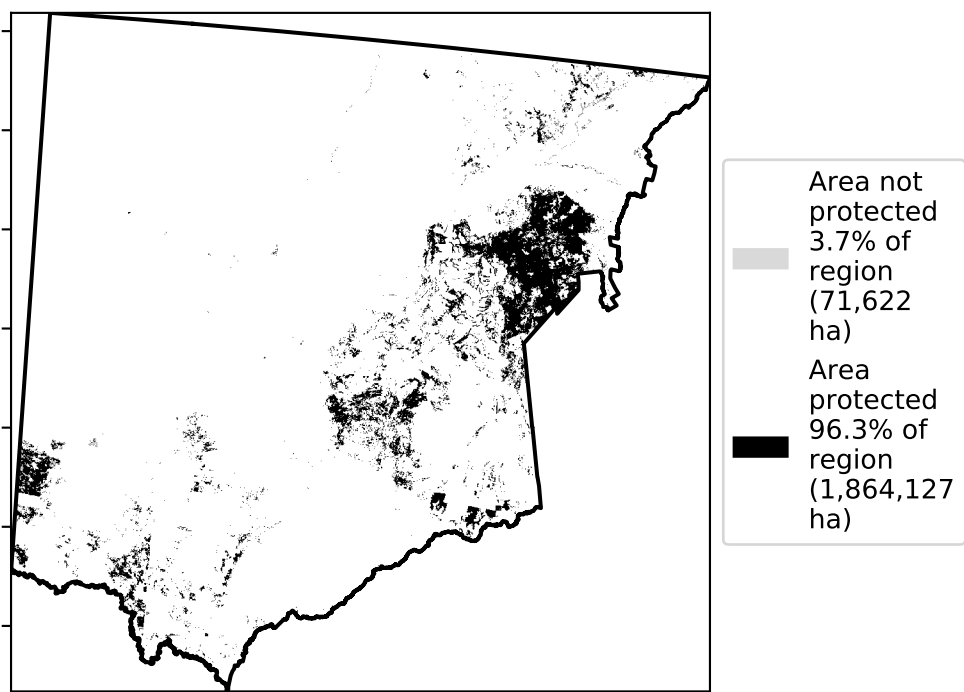 Area not
protected
3.7% of
region
(71,622
ha)
Area
protected
96.3% of
region
(1,864,127
ha)